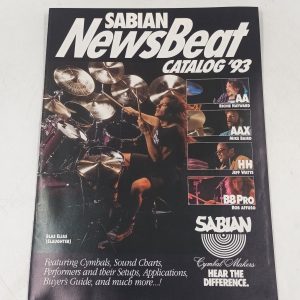 SABIAN
NewsBeat
CATALOG '93
AA
RICHIE HAYWARD
AAX
MIKE BAIRD
HH
JEFF WATTS
B8 PRO
ROB AFFUSO
BLAS ELIAS
(SLAUGHTER)
SABIAN
Cymbal Makers
HEAR THE
DIFFERENCE.
Featuring Cymbals, Sound Charts,
Performers and their Setups, Applications,
Buyer's Guide, and much more...!